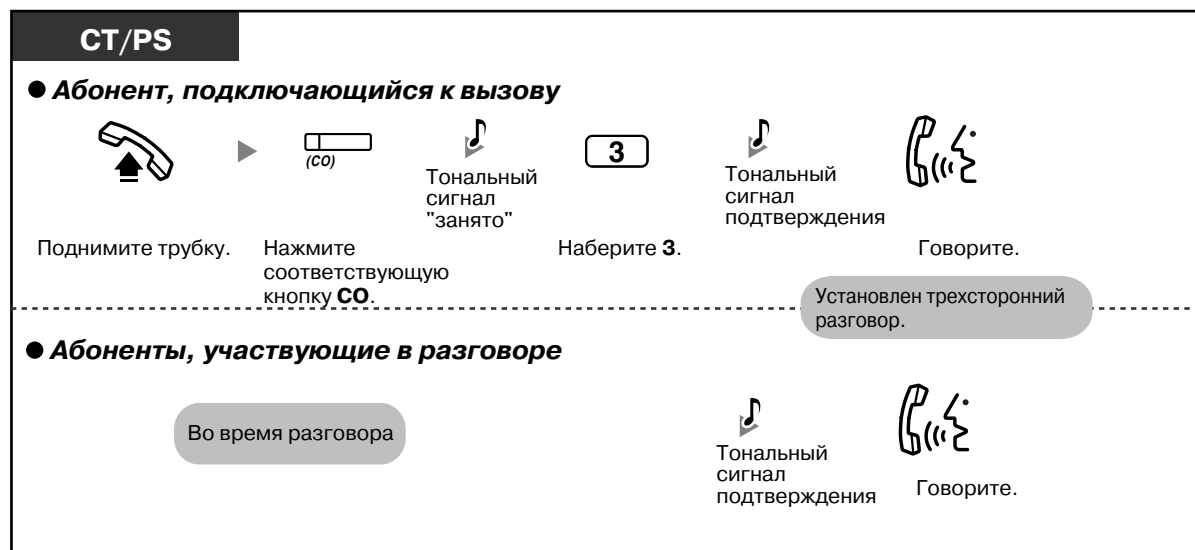 CT/PS
● Абонент, подключающийся к вызову
(CO)
Тональный
сигнал
"занято"
3
Тональный
сигнал
подтверждения
Поднимите трубку.
Нажмите
соответствующую
кнопку CO.
Наберите 3.
Говорите.
Установлен трехсторонний
разговор.
● Абоненты, участвующие в разговоре
Во время разговора
Тональный
сигнал
подтверждения
Говорите.